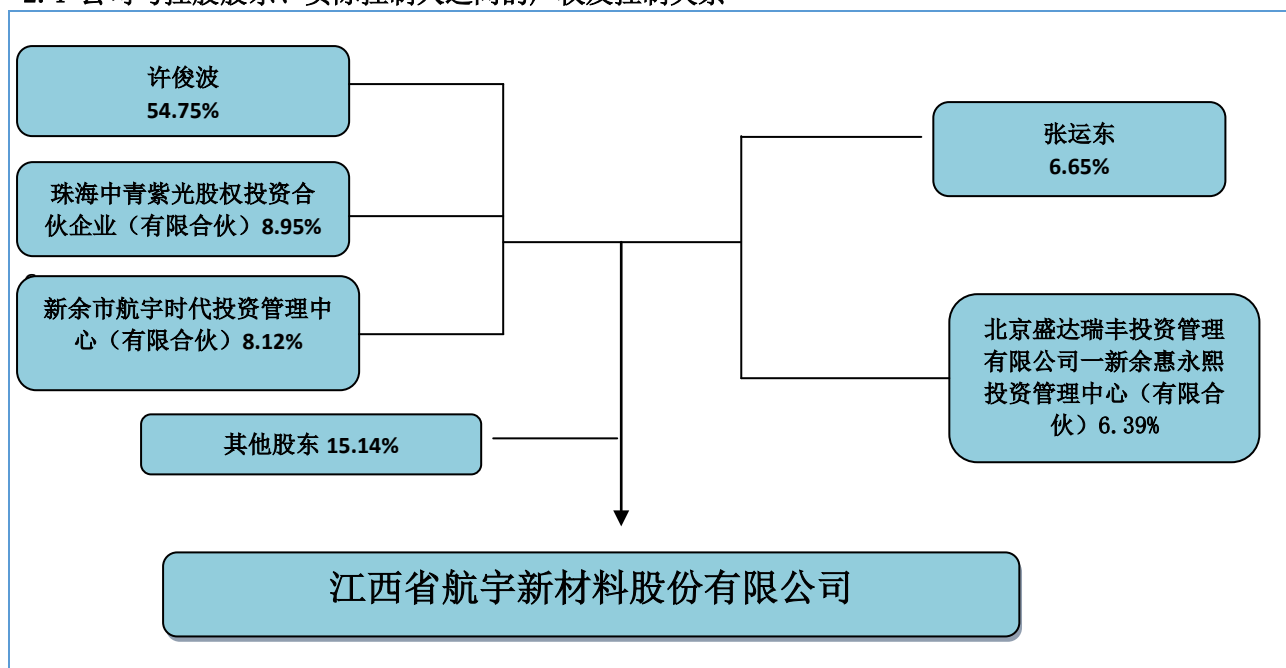 许俊波
54.75%
张运东
6.65%
珠海中青紫光股权投资合
伙企业（有限合伙）8.95%
新余市航宇时代投资管理中
心（有限合伙）8.12%
北京盛达瑞丰投资管理
有限公司一新余惠永熙
投资管理中心（有限合
伙）6.39%
其他股东 15.14%
江西省航宇新材料股份有限公司